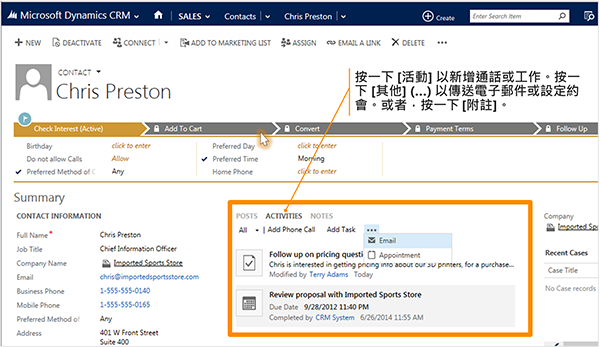 Microsoft Dynamics CRM SALES Contacts Chris Preston Create Search Item
NEW DEACTIVATE CONNECT ADD TO MARKETING LIST ASSIGN EMAIL A LINK DELETE ...
CONTACT
Chris Preston
按一下 [活動] 以新增通話或工作。按一
下 [其他] (...) 以傳送電子郵件或設定約
會。或者，按一下 [附註]。
Check Interest (Active) Add To Cart Convert Payment Terms Follow Up
Birthday click to enter Preferred Day click to enter
Do not allow Calls Allow Preferred Time Morning
Preferred Method of C Any Home Phone click to enter
Summary
CONTACT INFORMATION
Full Name * Chris Preston
Job Title Chief Information Officer
Company Name Imported Sports Store
Email chris@importedsportsstore.com
Business Phone 1-555-555-0140
Mobile Phone 1-555-555-0165
Preferred Method of Any
Address 401 W Front Street
Suite 400
POSTS ACTIVITIES NOTES
All Add Phone Call Add Task ...
Email
Appointment
Follow up on pricing questi
Chris is interested in getting pricing info about our 3D printers, for a purchase...
Modified by Terry Adams Today
Review proposal with Imported Sports Store
Due Date 9/28/2012 11:40 PM
Completed by CRM System 6/26/2014 11:55 AM
Company
Imported Sp
Recent Cases
Case Title
No Case records